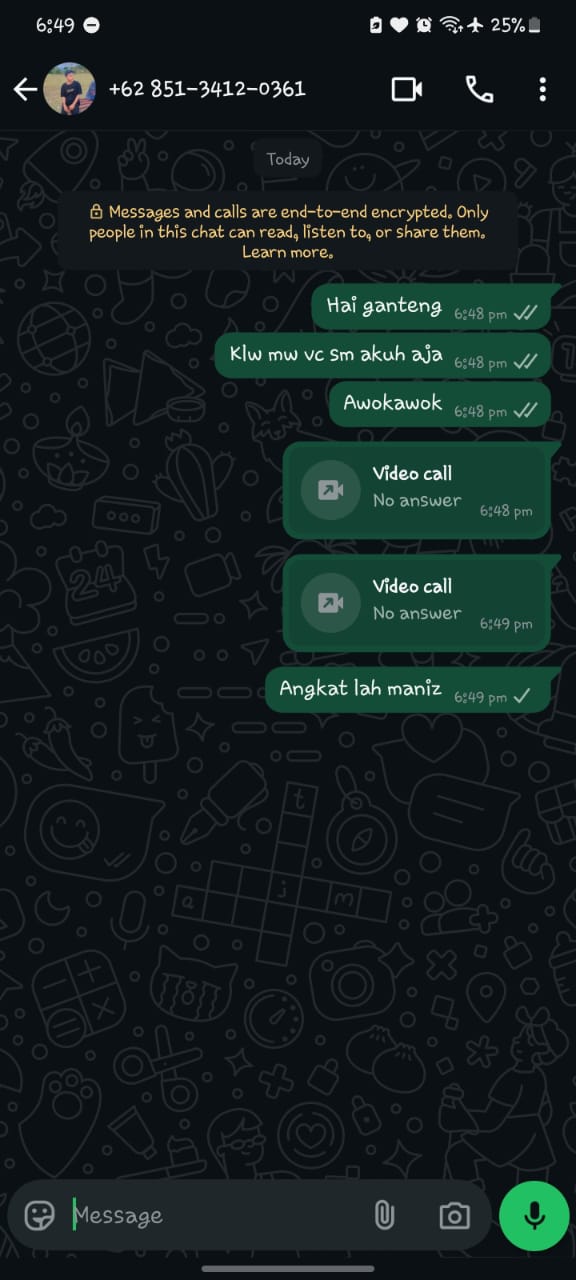 6:49
25%
+62 851-3412-0361
Today
Messages and calls are end-to-end encrypted. Only
people in this chat can read, listen to, or share them.
Learn more.
Hai ganteng 6:48 pm
Klw mw vc sm akuh aja 6:48 pm
Awokawok 6:48 pm
Video call
No answer 6:48 pm
Video call
No answer 6:49 pm
Angkat lah maniz 6:49 pm
24
t
a j m
Message